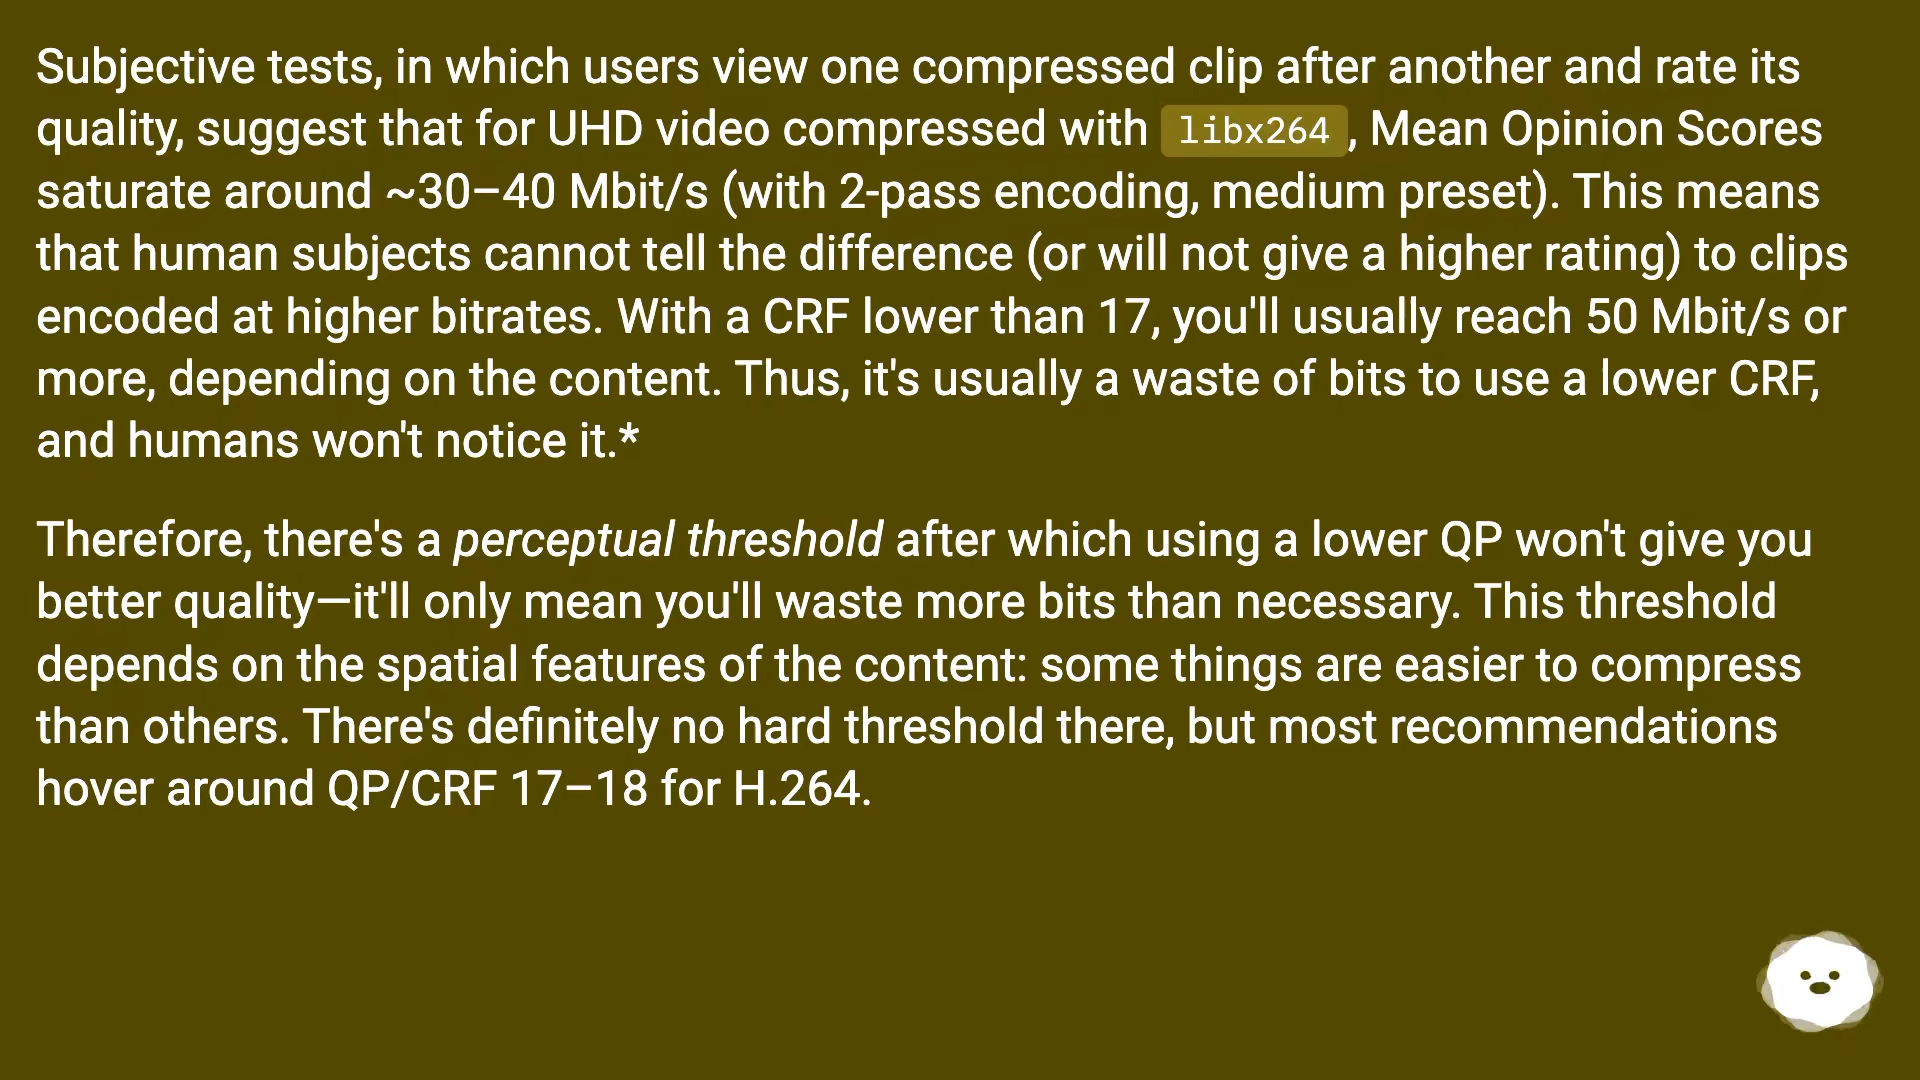 Subjective tests, in which users view one compressed clip after another and rate its
quality, suggest that for UHD video compressed with libx264, Mean Opinion Scores
saturate around ~30–40 Mbit/s (with 2-pass encoding, medium preset). This means
that human subjects cannot tell the difference (or will not give a higher rating) to clips
encoded at higher bitrates. With a CRF lower than 17, you'll usually reach 50 Mbit/s or
more, depending on the content. Thus, it's usually a waste of bits to use a lower CRF,
and humans won't notice it.*
Therefore, there's a perceptual threshold after which using a lower QP won't give you
better quality—it'll only mean you'll waste more bits than necessary. This threshold
depends on the spatial features of the content: some things are easier to compress
than others. There's definitely no hard threshold there, but most recommendations
hover around QP/CRF 17–18 for H.264.